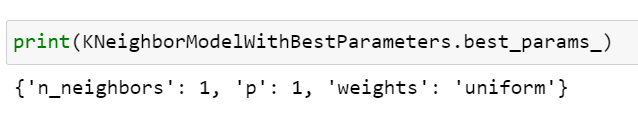 print(KNeighborModelWithBestParameters.best_params_)
{'n_neighbors': 1, 'p': 1, 'weights': 'uniform'}